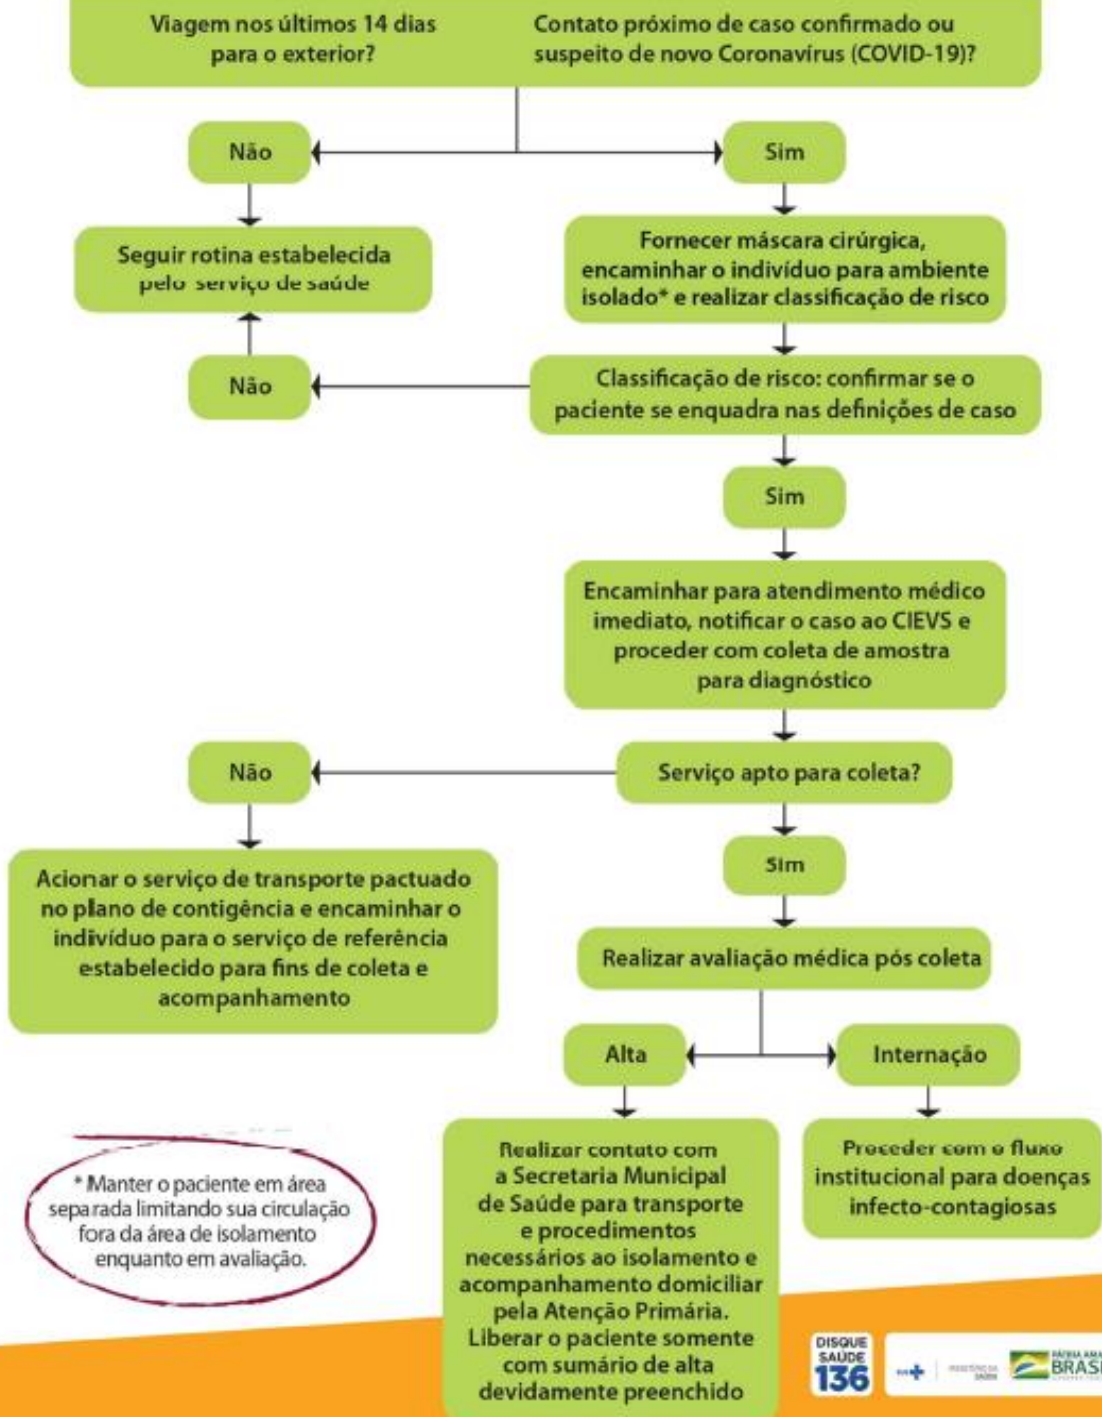 Viagem nos últimos 14 dias
para o exterior?
Contato próximo de caso confirmado ou
suspeito de novo Coronavírus (COVID-19)?
Não
Sim
Seguir rotina estabelecida
pelo serviço de saúde
Fornecer máscara cirúrgica,
encaminhar o indivíduo para ambiente
isolado* e realizar classificação de risco
Não
Classificação de risco: confirmar se o
paciente se enquadra nas definições de caso
Sim
Encaminhar para atendimento médico
imediato, notificar o caso ao CIEVS e
proceder com coleta de amostra
para diagnóstico
Não
Serviço apto para coleta?
Sim
Acionar o serviço de transporte pactuado
no plano de contigência e encaminhar o
indivíduo para o serviço de referência
estabelecido para fins de coleta e
acompanhamento
Realizar avaliação médica pós coleta
Alta
Internação
Realizar contato com
a Secretaria Municipal
de Saúde para transporte
e procedimentos
necessários ao isolamento e
acompanhamento domiciliar
pela Atenção Primária.
Liberar o paciente somente
com sumário de alta
devidamente preenchido
Proceder com o fluxo
institucional para doenças
infecto-contagiosas
* Manter o paciente em área
separada limitando sua circulação
fora da área de isolamento
enquanto em avaliação.
DISQUE
SAÚDE
136
SUS
MINISTÉRIO DA
SAÚDE
PÁTRIA AMA
BRASI